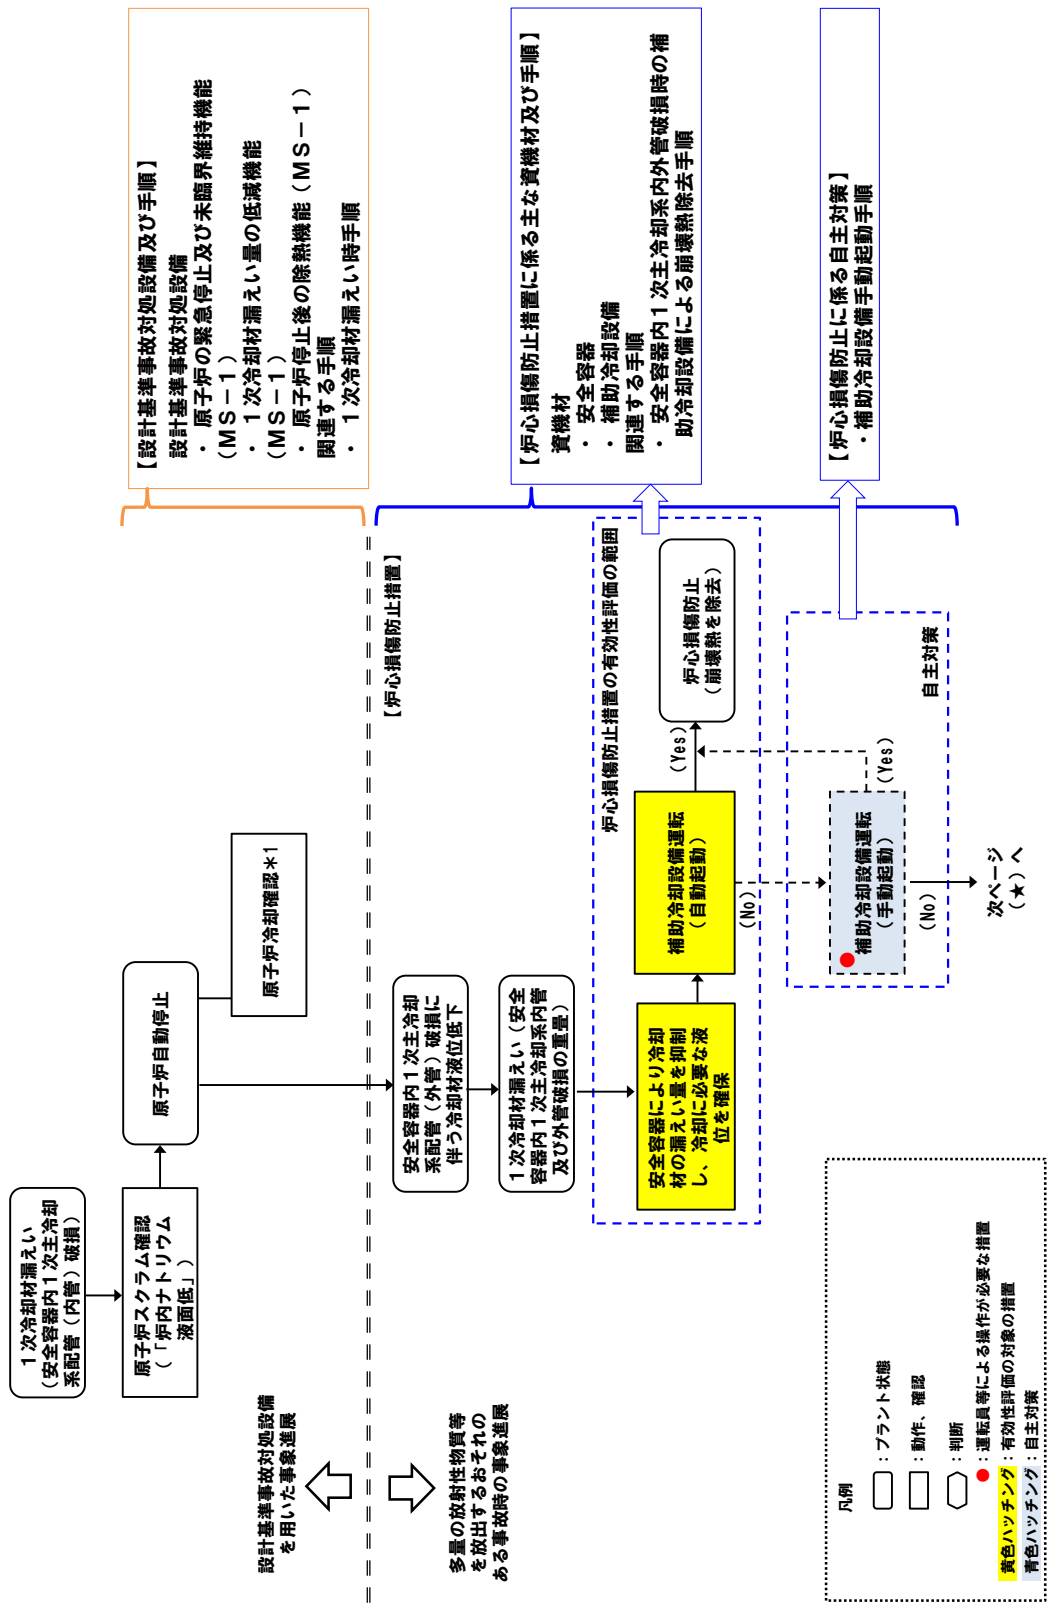 1次冷却材漏えい
(安全容器内1次主冷却
系配管(内管)破損)
原子炉スクラム確認
(「炉内ナトリウム
液面低」)
原子炉自動停止
原子炉冷却確認*1
設計基準事故対処設備
を用いた事象進展
多量の放射性物質等
を放出するおそれの
ある事故時の事象進展
【設計基準事故対処設備及び手順】
設計基準事故対処設備
・原子炉の緊急停止及び未臨界維持機能
(MS-1)
・1次冷却材漏えい量の低減機能
(MS-1)
・原子炉停止後の除熱機能(MS-1)
関連する手順
・1次冷却材漏えい時手順
【炉心損傷防止措置】
安全容器内1次主冷却
系配管(外管)破損に
伴う冷却材液位低下
1次冷却材漏えい(安全
容器内1次主冷却系内管
及び外管破損の重畳)
炉心損傷防止措置の有効性評価の範囲
安全容器により冷却
材の漏えい量を抑制
し、冷却に必要な液
位を確保
補助冷却設備運転
(自動起動)
(Yes)
(No)
炉心損傷防止
(崩壊熱を除去)
【炉心損傷防止措置に係る主な資機材及び手順】
資機材
・安全容器
・補助冷却設備
関連する手順
・安全容器内1次主冷却系内外管破損時の補
助冷却設備による崩壊熱除去手順
自主対策
補助冷却設備運転
(手動起動)
(Yes)
(No)
次ページ
(★)へ
【炉心損傷防止に係る自主対策】
・補助冷却設備手動起動手順
凡例
:プラント状態
:動作、確認
:判断
:運転員等による操作が必要な措置
黄色ハッチング:有効性評価の対象の措置
青色ハッチング:自主対策